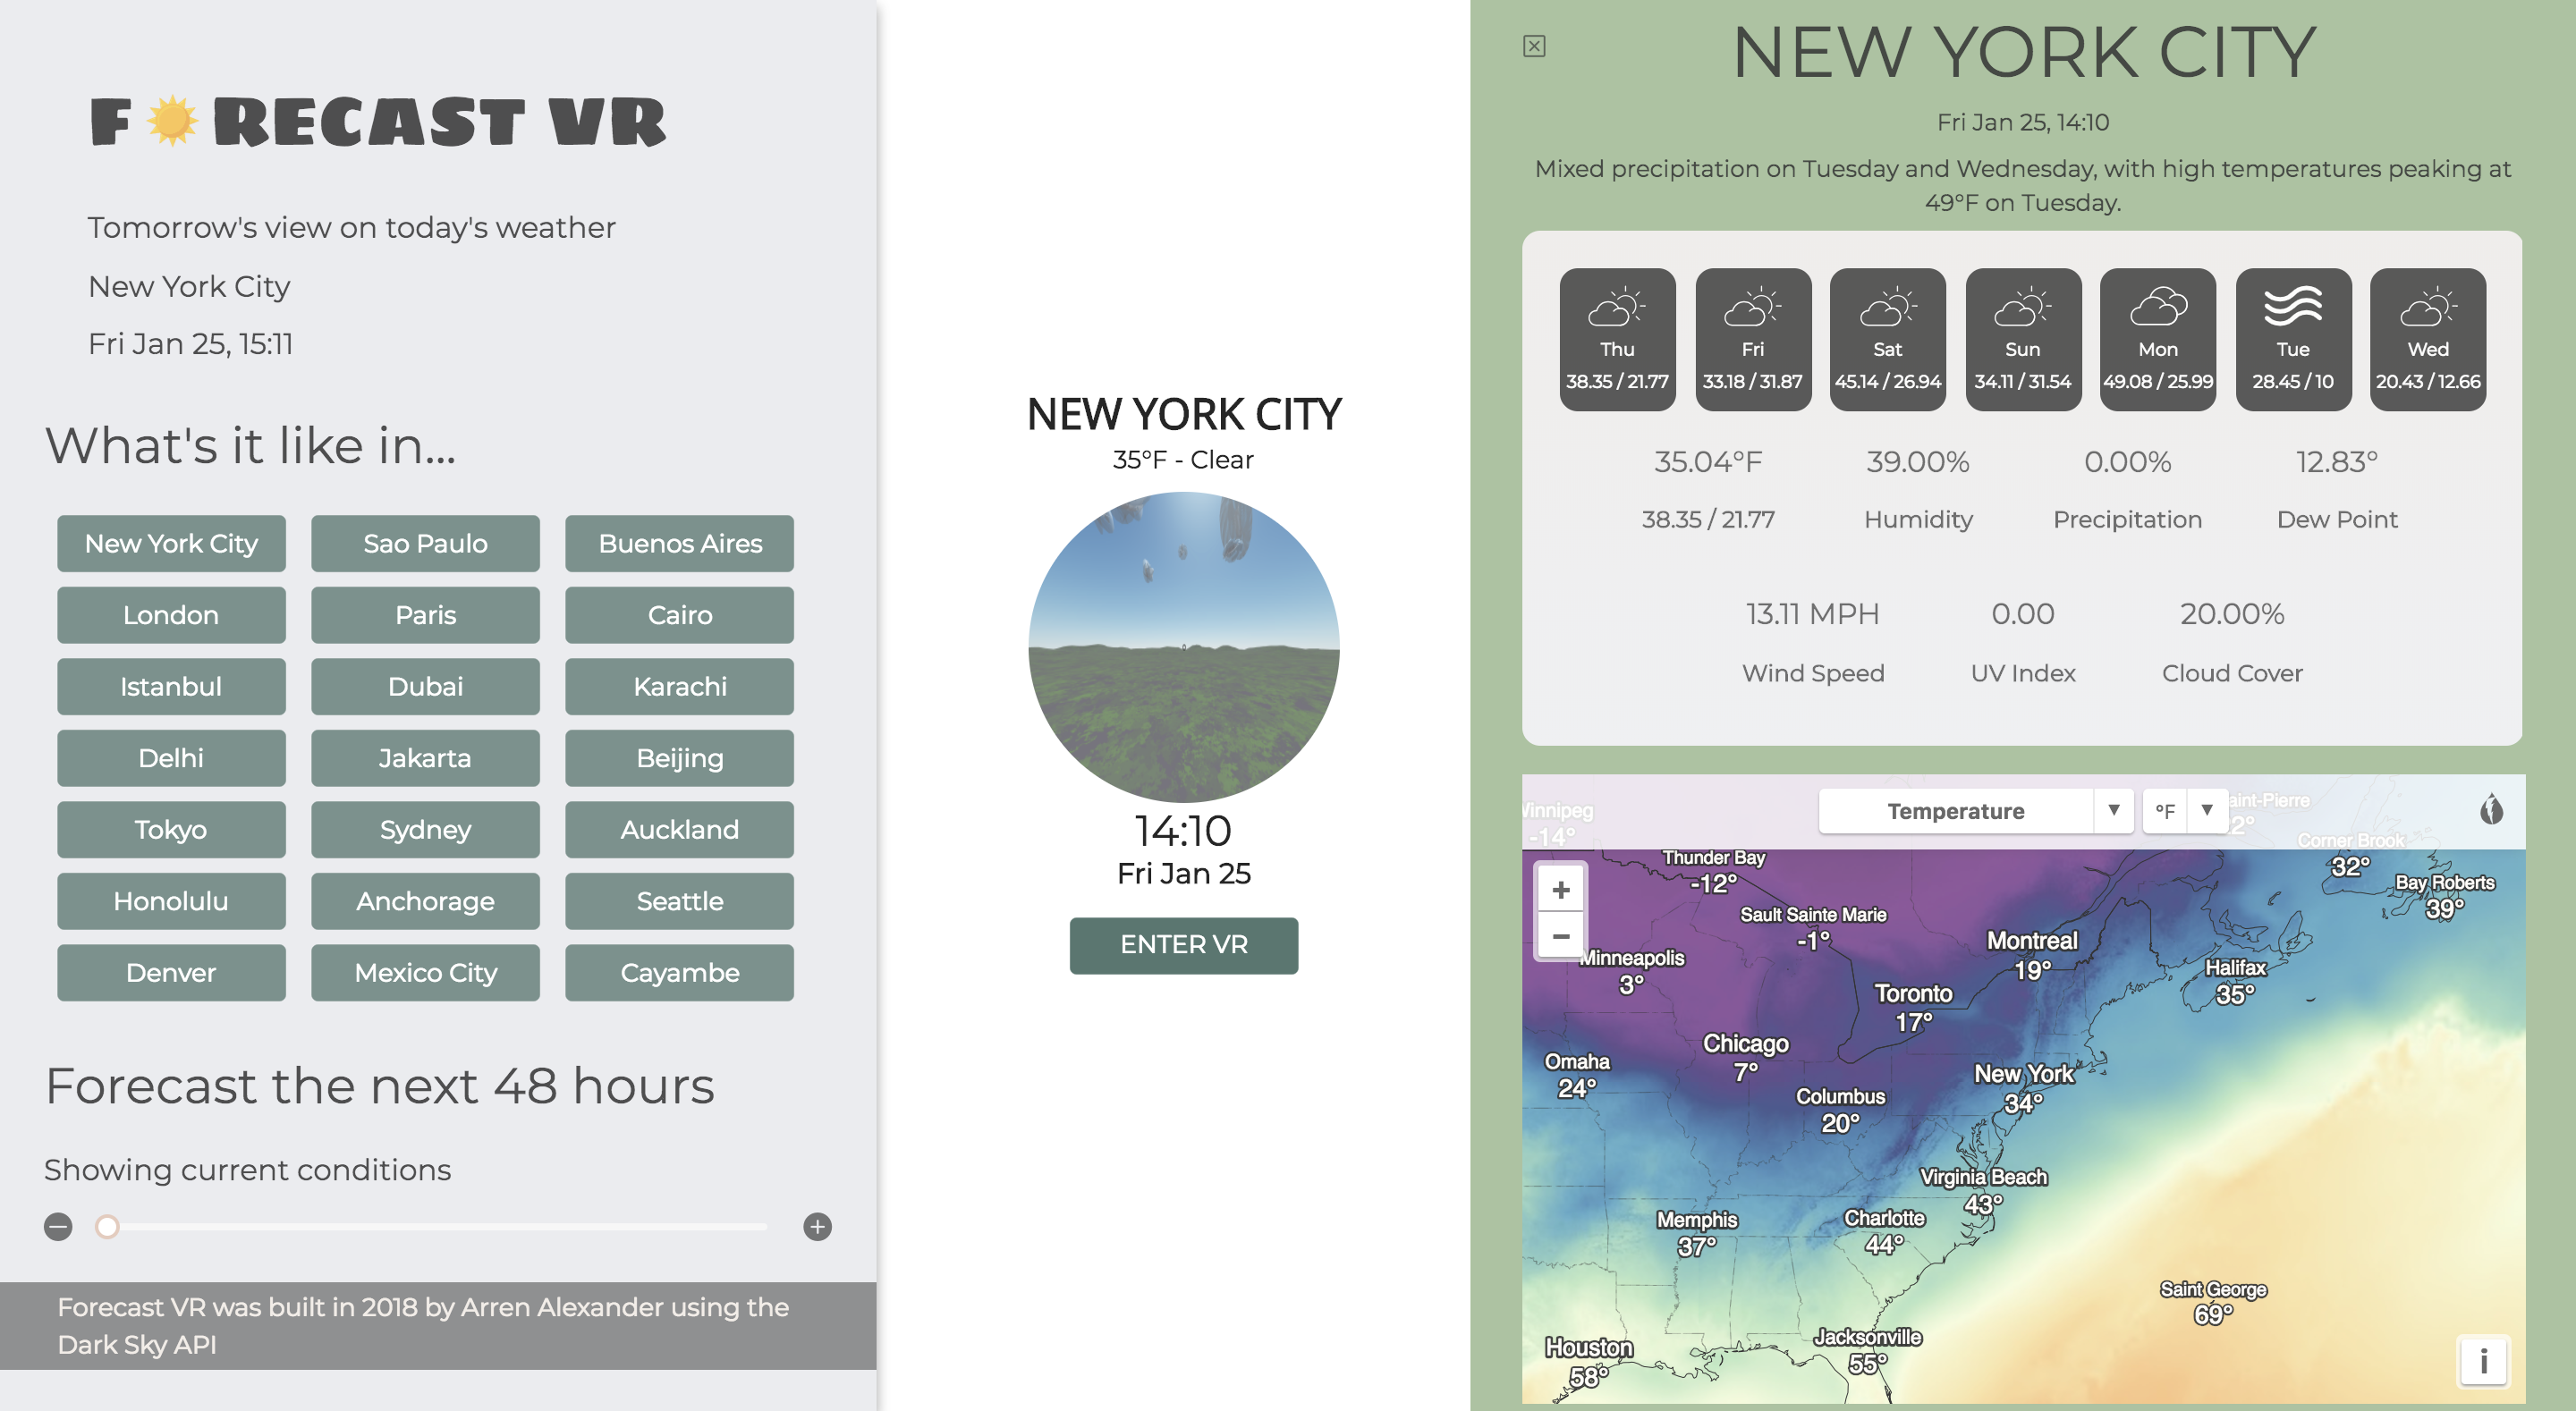 F RECAST VR
Tomorrow's view on today's weather
New York City
Fri Jan 25, 15:11
What's it like in...
New York City
Sao Paulo
Buenos Aires
London
Paris
Cairo
Istanbul
Dubai
Karachi
Delhi
Jakarta
Beijing
Tokyo
Sydney
Auckland
Honolulu
Anchorage
Seattle
Denver
Mexico City
Cayambe
Forecast the next 48 hours
Showing current conditions
Forecast VR was built in 2018 by Arren Alexander using the
Dark Sky API
NEW YORK CITY
35°F - Clear
14:10
Fri Jan 25
ENTER VR
NEW YORK CITY
Fri Jan 25, 14:10
Mixed precipitation on Tuesday and Wednesday, with high temperatures peaking at
49°F on Tuesday.
Thu
38.35 / 21.77
Fri
33.18 / 31.87
Sat
45.14 / 26.94
Sun
34.11 / 31.54
Mon
49.08 / 25.99
Tue
28.45 / 10
Wed
20.43 / 12.66
35.04°F
38.35 / 21.77
39.00%
Humidity
0.00%
Precipitation
12.83°
Dew Point
13.11 MPH
Wind Speed
0.00
UV Index
20.00%
Cloud Cover
Temperature
°F
-14°
Corner Brook
32°
Thunder Bay
-12°
Bay Roberts
39°
Sault Sainte Marie
-1°
Montreal
19°
Minneapolis
3°
Halifax
35°
Toronto
17°
Chicago
7°
Omaha
24°
New York
34°
Columbus
20°
Virginia Beach
43°
Memphis
37°
Charlotte
44°
Saint George
69°
Jacksonville
55°
Houston
58°